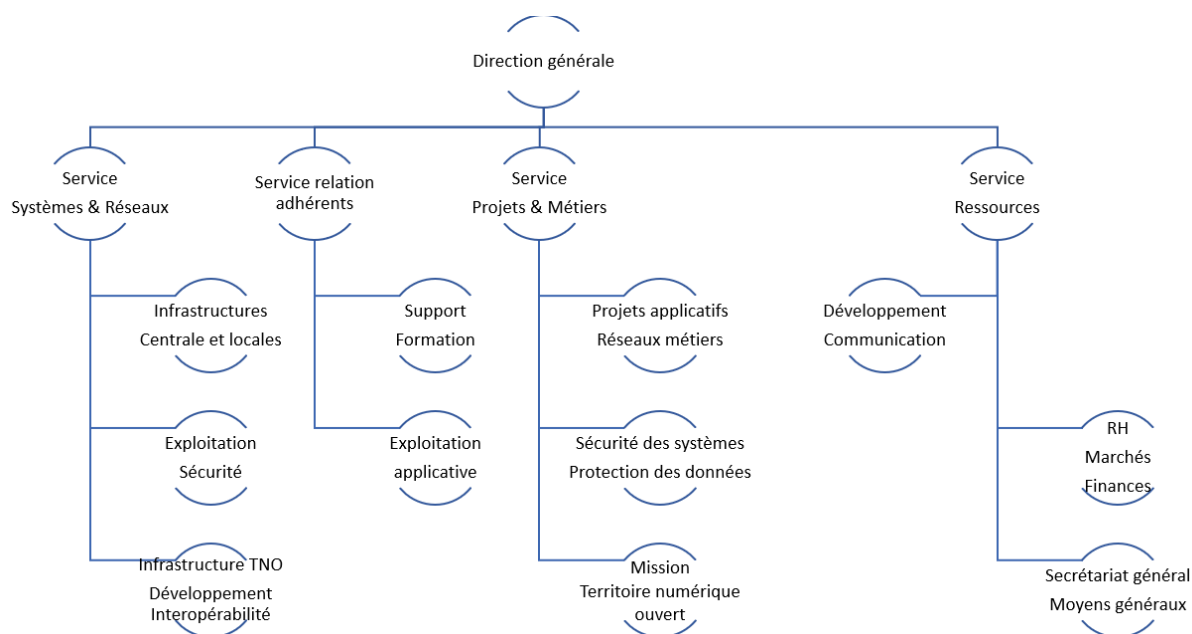 Direction générale
Service
Systèmes & Réseaux
Service relation
adhérents
Service
Projets & Métiers
Service
Ressources
Infrastructures
Centrale et locales
Support
Formation
Projets applicatifs
Réseaux métiers
Développement
Communication
Exploitation
Sécurité
Exploitation
applicative
Sécurité des systèmes
Protection des données
RH
Marchés
Finances
Infrastructure TNO
Développement
Interopérabilité
Mission
Territoire numérique
ouvert
Secrétariat général
Moyens généraux